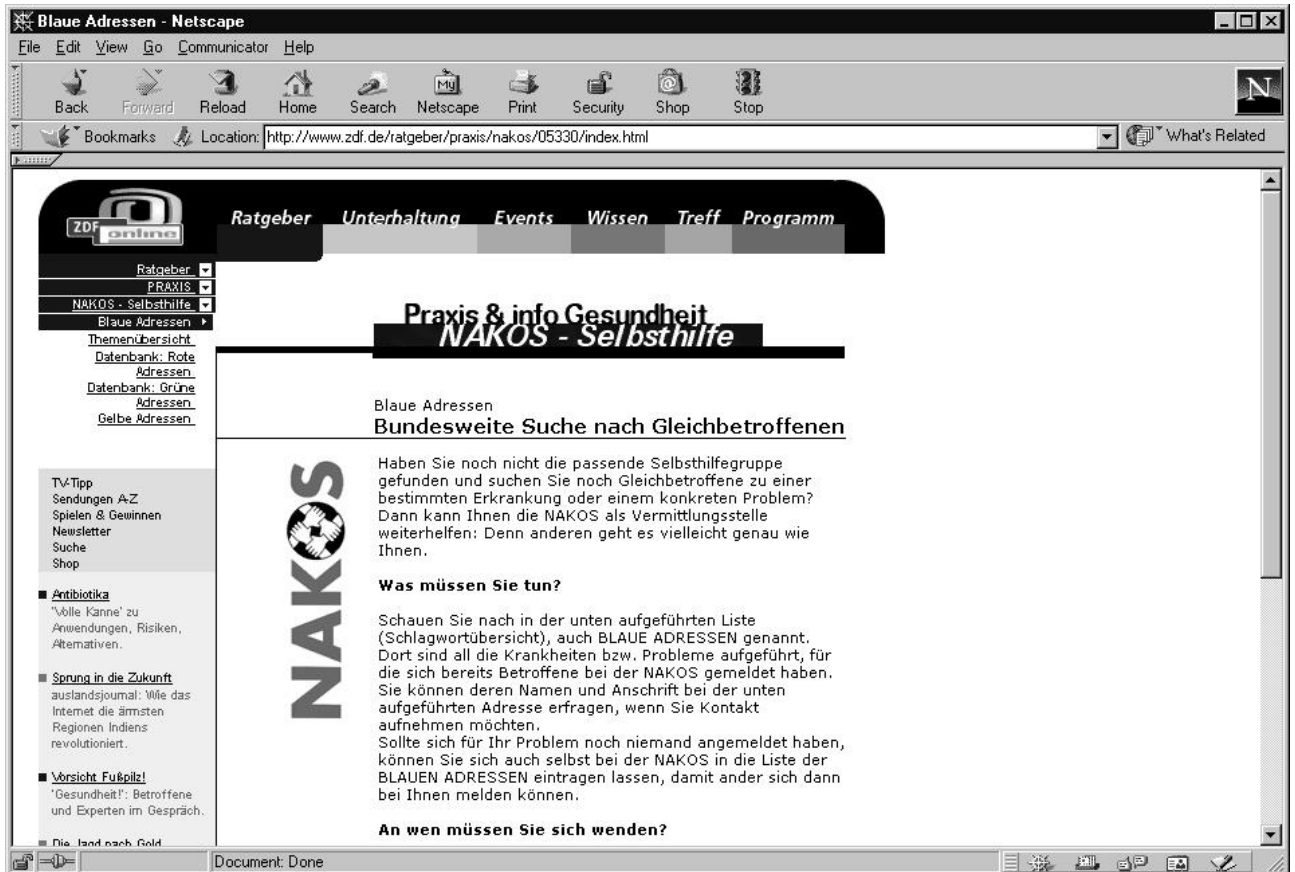 Blaue Adressen - Netscape
File Edit View Go Communicator Help
Back Forward Reload Home Search Netscape Print Security Shop Stop
My
N
Bookmarks Location: http://www.zdf.de/ratgeber/praxis/nakos/05330/index.html What's Related
ZDF online
Ratgeber Unterhaltung Events Wissen Treff Programm
Ratgeber
PRAXIS
NAKOS - Selbsthilfe
Blaue Adressen
Themenübersicht
Datenbank: Rote
Adressen
Datenbank: Grüne
Adressen
Gelbe Adressen
TV-Tipp
Sendungen A-Z
Spielen & Gewinnen
Newsletter
Suche
Shop
Antibiotika
'Volle Kanne' zu
Anwendungen, Risiken,
Alternativen.
Sprung in die Zukunft
auslandsjournal: Wie das
Internet die ärmsten
Regionen Indiens
revolutioniert.
Vorsicht Fußpilz!
'Gesundheit!': Betroffene
und Experten im Gespräch.
Die Jagd nach Gold
Praxis & info Gesundheit
NAKOS - Selbsthilfe
Blaue Adressen
Bundesweite Suche nach Gleichbetroffenen
NAKOS
Haben Sie noch nicht die passende Selbsthilfegruppe
gefunden und suchen Sie noch Gleichbetroffene zu einer
bestimmten Erkrankung oder einem konkreten Problem?
Dann kann Ihnen die NAKOS als Vermittlungsstelle
weiterhelfen: Denn anderen geht es vielleicht genau wie
Ihnen.
Was müssen Sie tun?
Schauen Sie nach in der unten aufgeführten Liste
(Schlagwortübersicht), auch BLAUE ADRESSEN genannt.
Dort sind all die Krankheiten bzw. Probleme aufgeführt, für
die sich bereits Betroffene bei der NAKOS gemeldet haben.
Sie können deren Namen und Anschrift bei der unten
aufgeführten Adresse erfragen, wenn Sie Kontakt
aufnehmen möchten.
Sollte sich für Ihr Problem noch niemand angemeldet haben,
können Sie sich auch selbst bei der NAKOS in die Liste der
BLAUEN ADRESSEN eintragen lassen, damit ander sich dann
bei Ihnen melden können.
An wen müssen Sie sich wenden?
Document: Done